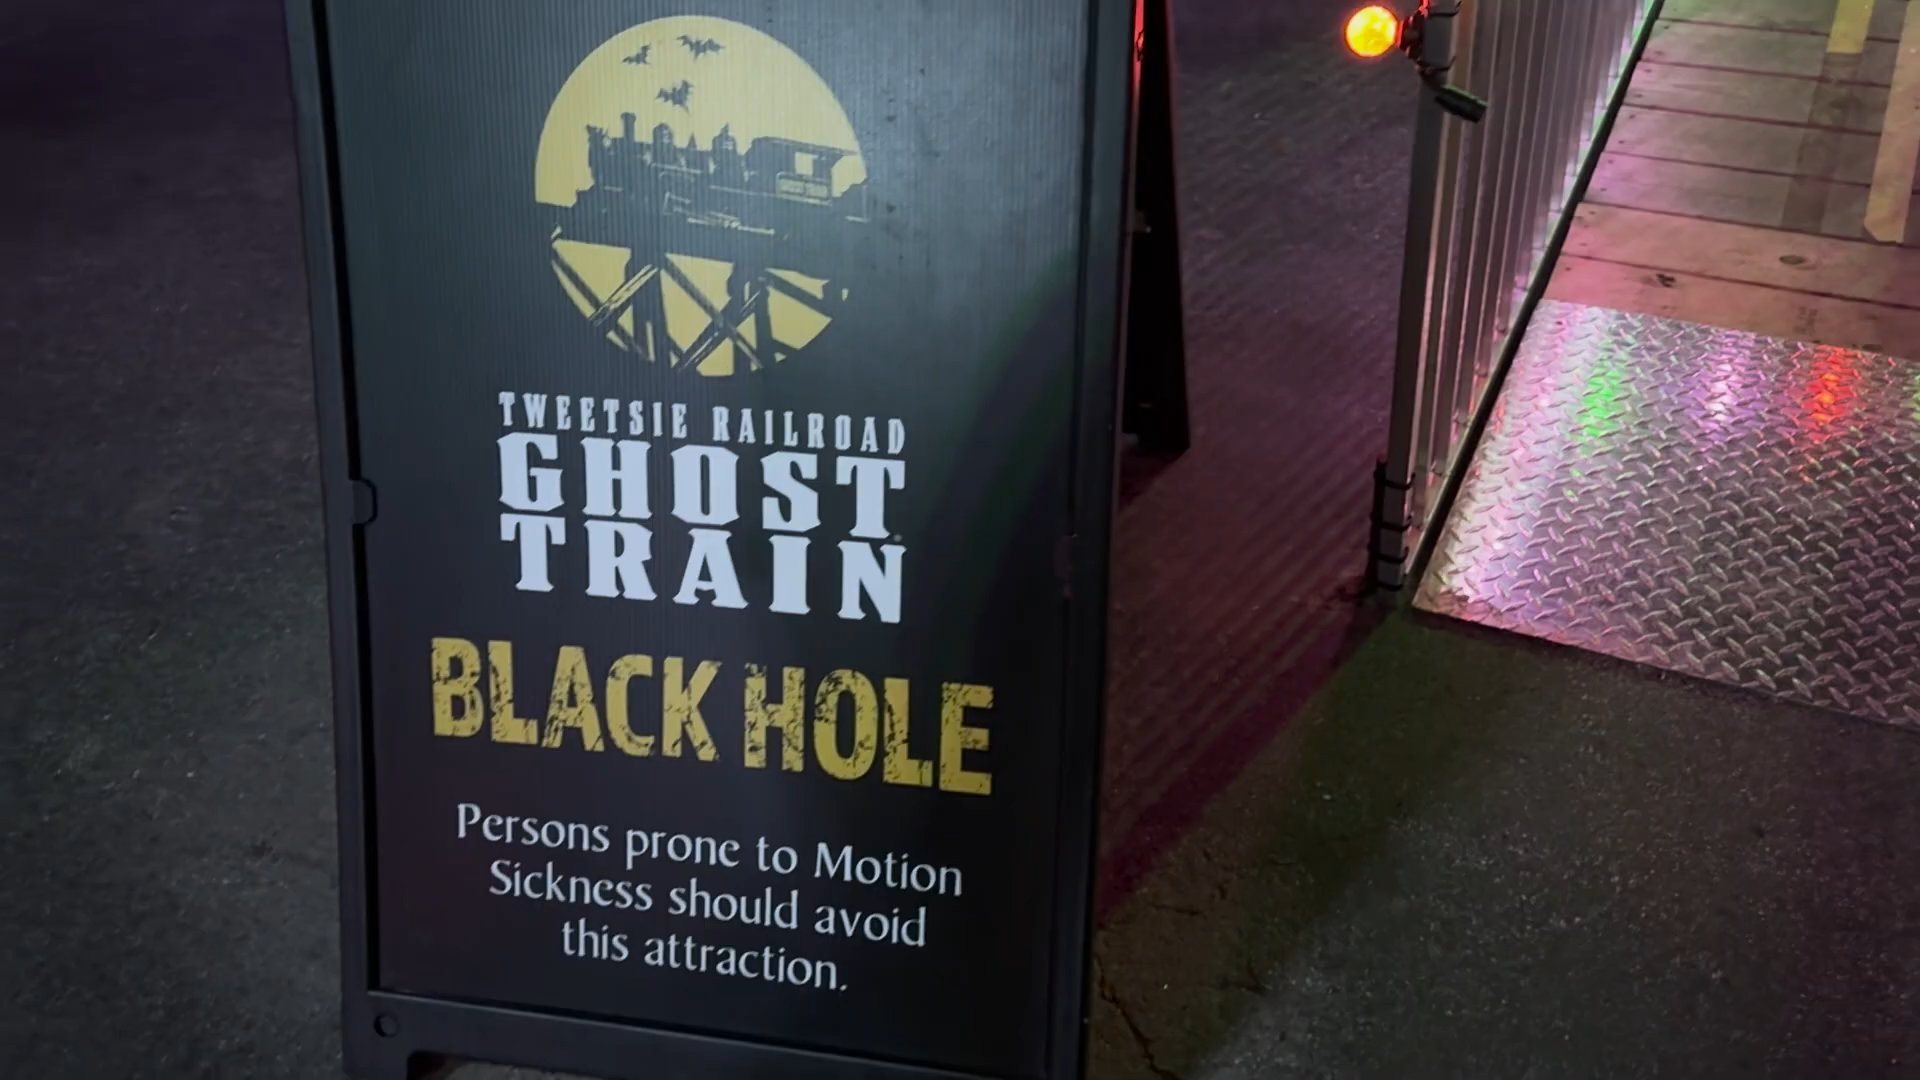 TWEETSIE RAILROAD
GHOST
TRAIN
BLACK HOLE
Persons prone to Motion
Sickness should avoid
this attraction.